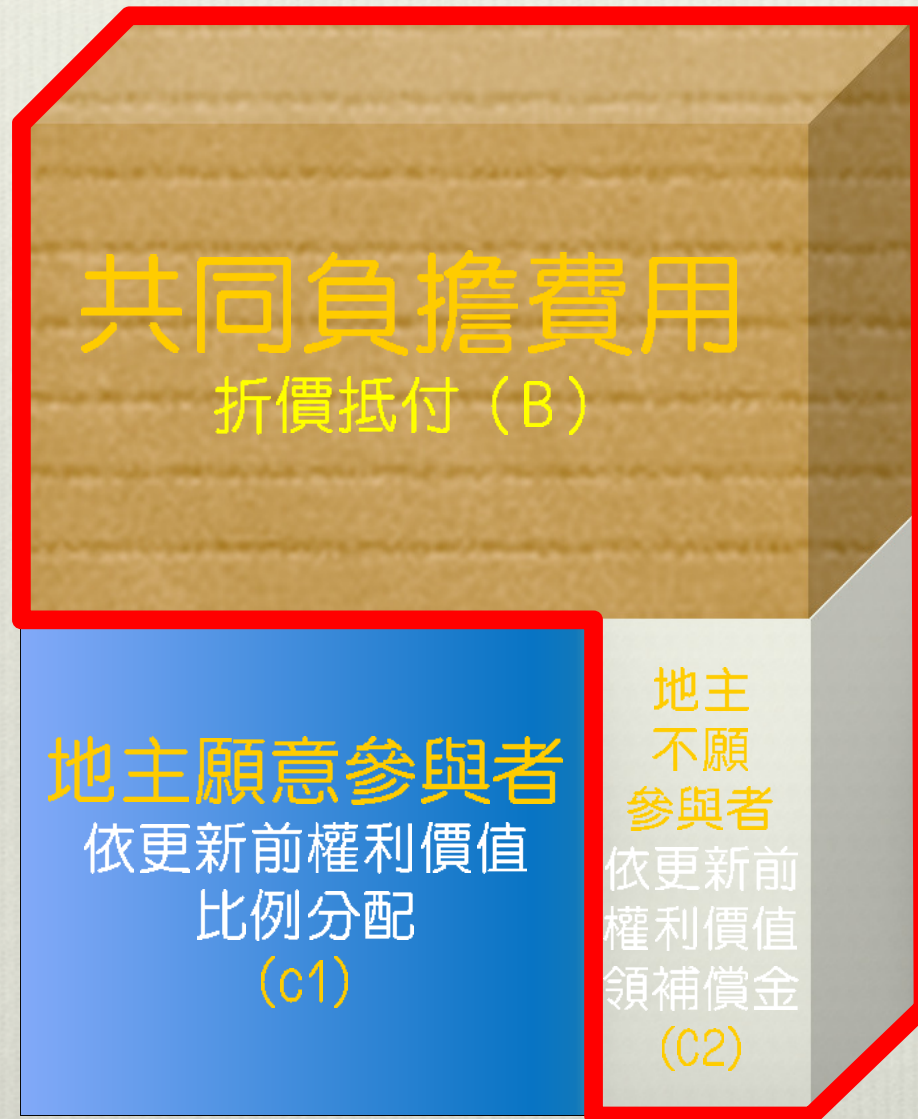 共同負擔費用
折價抵付（B）
地主願意參與者
依更新前權利價值
比例分配
(c1)
地主
不願
參與者
依更新前
權利價值
領補償金
(C2)